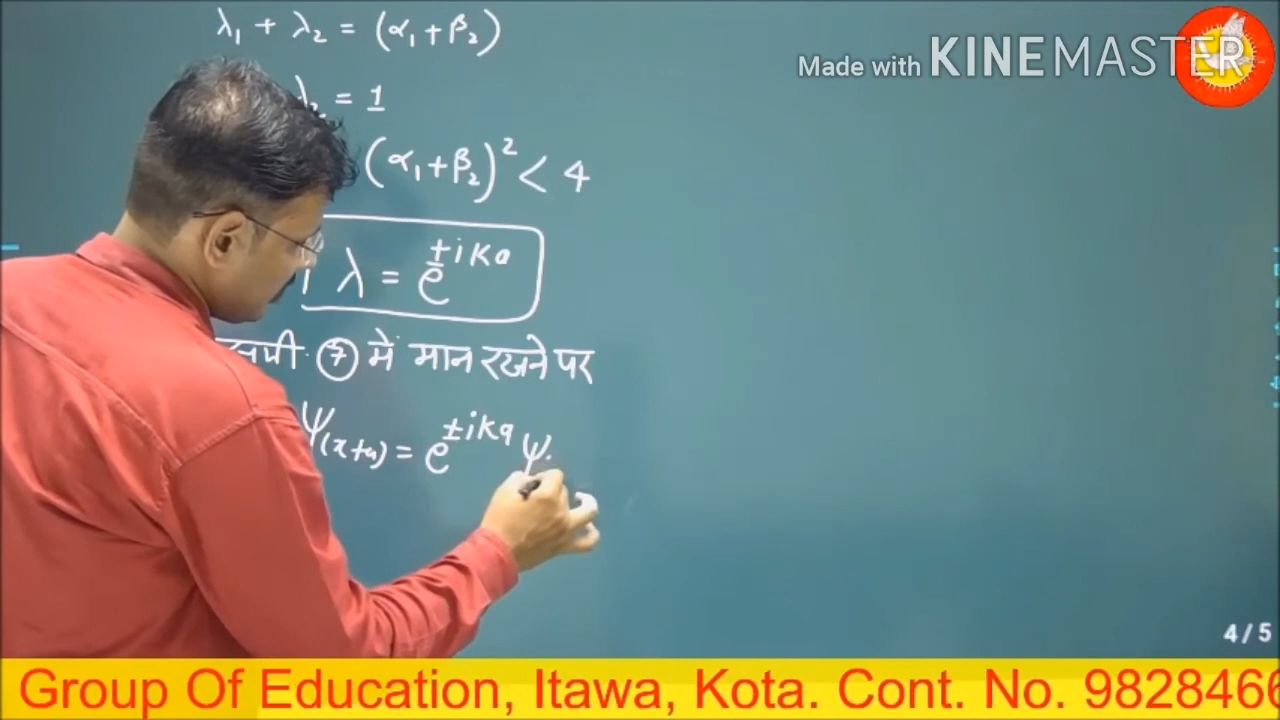 λ₁ + λ₂ = (α₁ + β₂)
Made with KINEMASTER
λ₂ = 1
(α₁ + β₂)² < 4
λ = e^{±ika}
⑦ में मान रखने पर
ψ(x+a) = e^{±ika} ψ
4/5
Group Of Education, Itawa, Kota. Cont. No. 982846